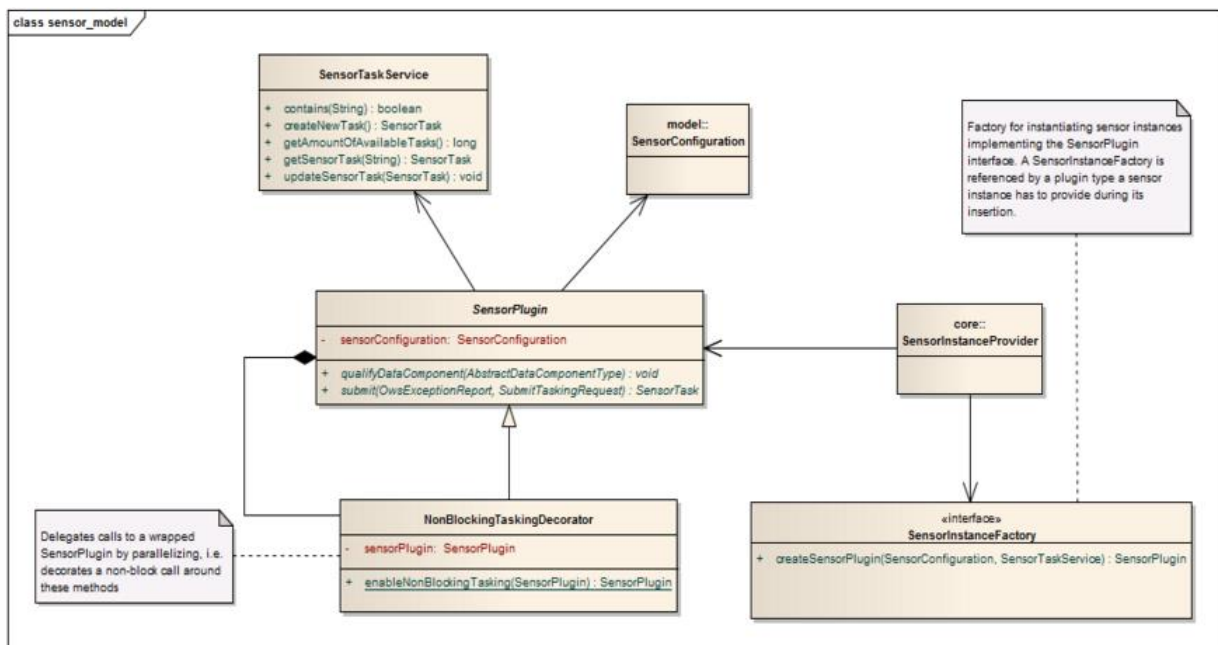 class sensor_model
SensorTaskService
+ contains(String) : boolean
+ createNewTask() : SensorTask
+ getAmountOfAvailableTasks() : long
+ getSensorTask(String) : SensorTask
+ updateSensorTask(SensorTask) : void
model::
SensorConfiguration
Factory for instantiating sensor instances
implementing the SensorPlugin
interface. A SensorInstanceFactory is
referenced by a plugin type a sensor
instance has to provide during its
insertion.
SensorPlugin
- sensorConfiguration: SensorConfiguration
+ qualifyDataComponent(AbstractDataComponentType) : void
+ submit(OwsExceptionReport, SubmitTaskingRequest) : SensorTask
core::
SensorInstanceProvider
Delegates calls to a wrapped
SensorPlugin by parallelizing, i.e.
decorates a non-block call around
these methods
NonBlockingTaskingDecorator
- sensorPlugin: SensorPlugin
+ enableNonBlockingTasking(SensorPlugin) : SensorPlugin
«interface»
SensorInstanceFactory
+ createSensorPlugin(SensorConfiguration, SensorTaskService) : SensorPlugin